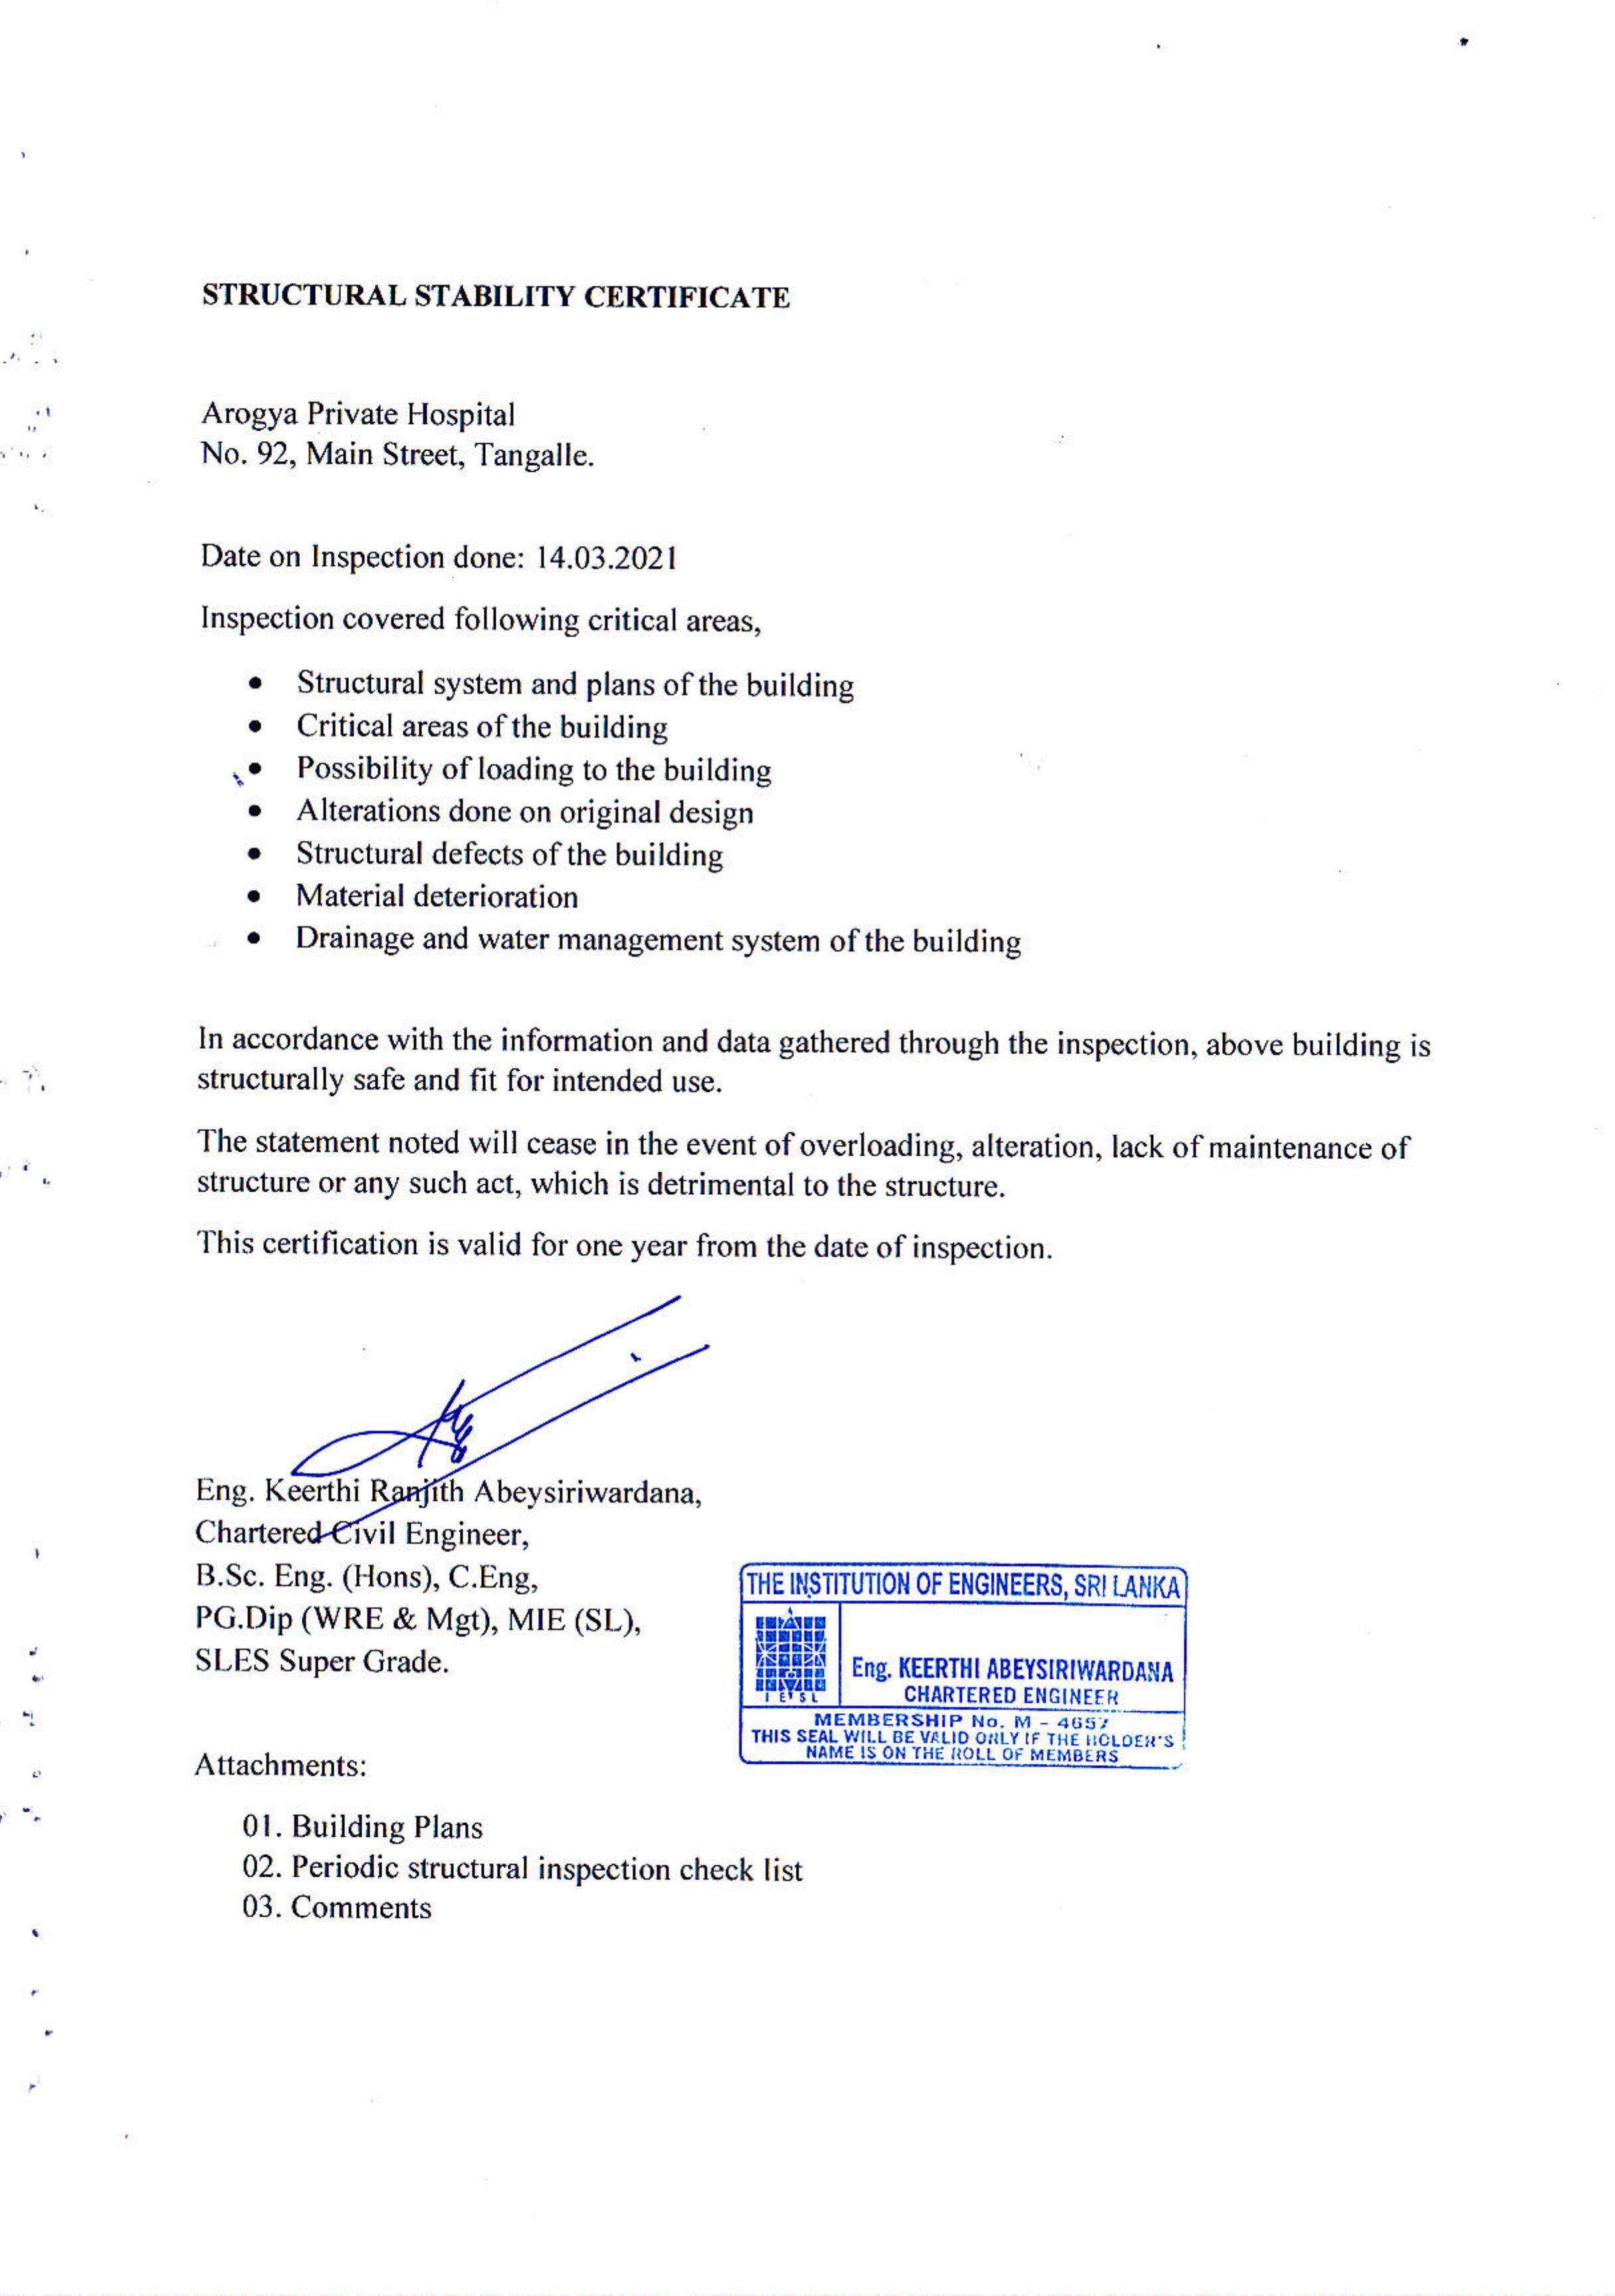 STRUCTURAL STABILITY CERTIFICATE
Arogya Private Hospital
No. 92, Main Street, Tangalle.
Date on Inspection done: 14.03.2021
Inspection covered following critical areas,
• Structural system and plans of the building
• Critical areas of the building
• Possibility of loading to the building
• Alterations done on original design
• Structural defects of the building
• Material deterioration
• Drainage and water management system of the building
In accordance with the information and data gathered through the inspection, above building is
structurally safe and fit for intended use.
The statement noted will cease in the event of overloading, alteration, lack of maintenance of
structure or any such act, which is detrimental to the structure.
This certification is valid for one year from the date of inspection.
Eng. Keerthi Ranjith Abeysiriwardana,
Chartered Civil Engineer,
B.Sc. Eng. (Hons), C.Eng,
PG.Dip (WRE & Mgt), MIE (SL),
SLES Super Grade.
THE INSTITUTION OF ENGINEERS, SRI LANKA
IESL
Eng. KEERTHI ABEYSIRIWARDANA
CHARTERED ENGINEER
MEMBERSHIP No. M - 4657
THIS SEAL WILL BE VALID ONLY IF THE HOLDER'S
NAME IS ON THE ROLL OF MEMBERS
Attachments:
01. Building Plans
02. Periodic structural inspection check list
03. Comments